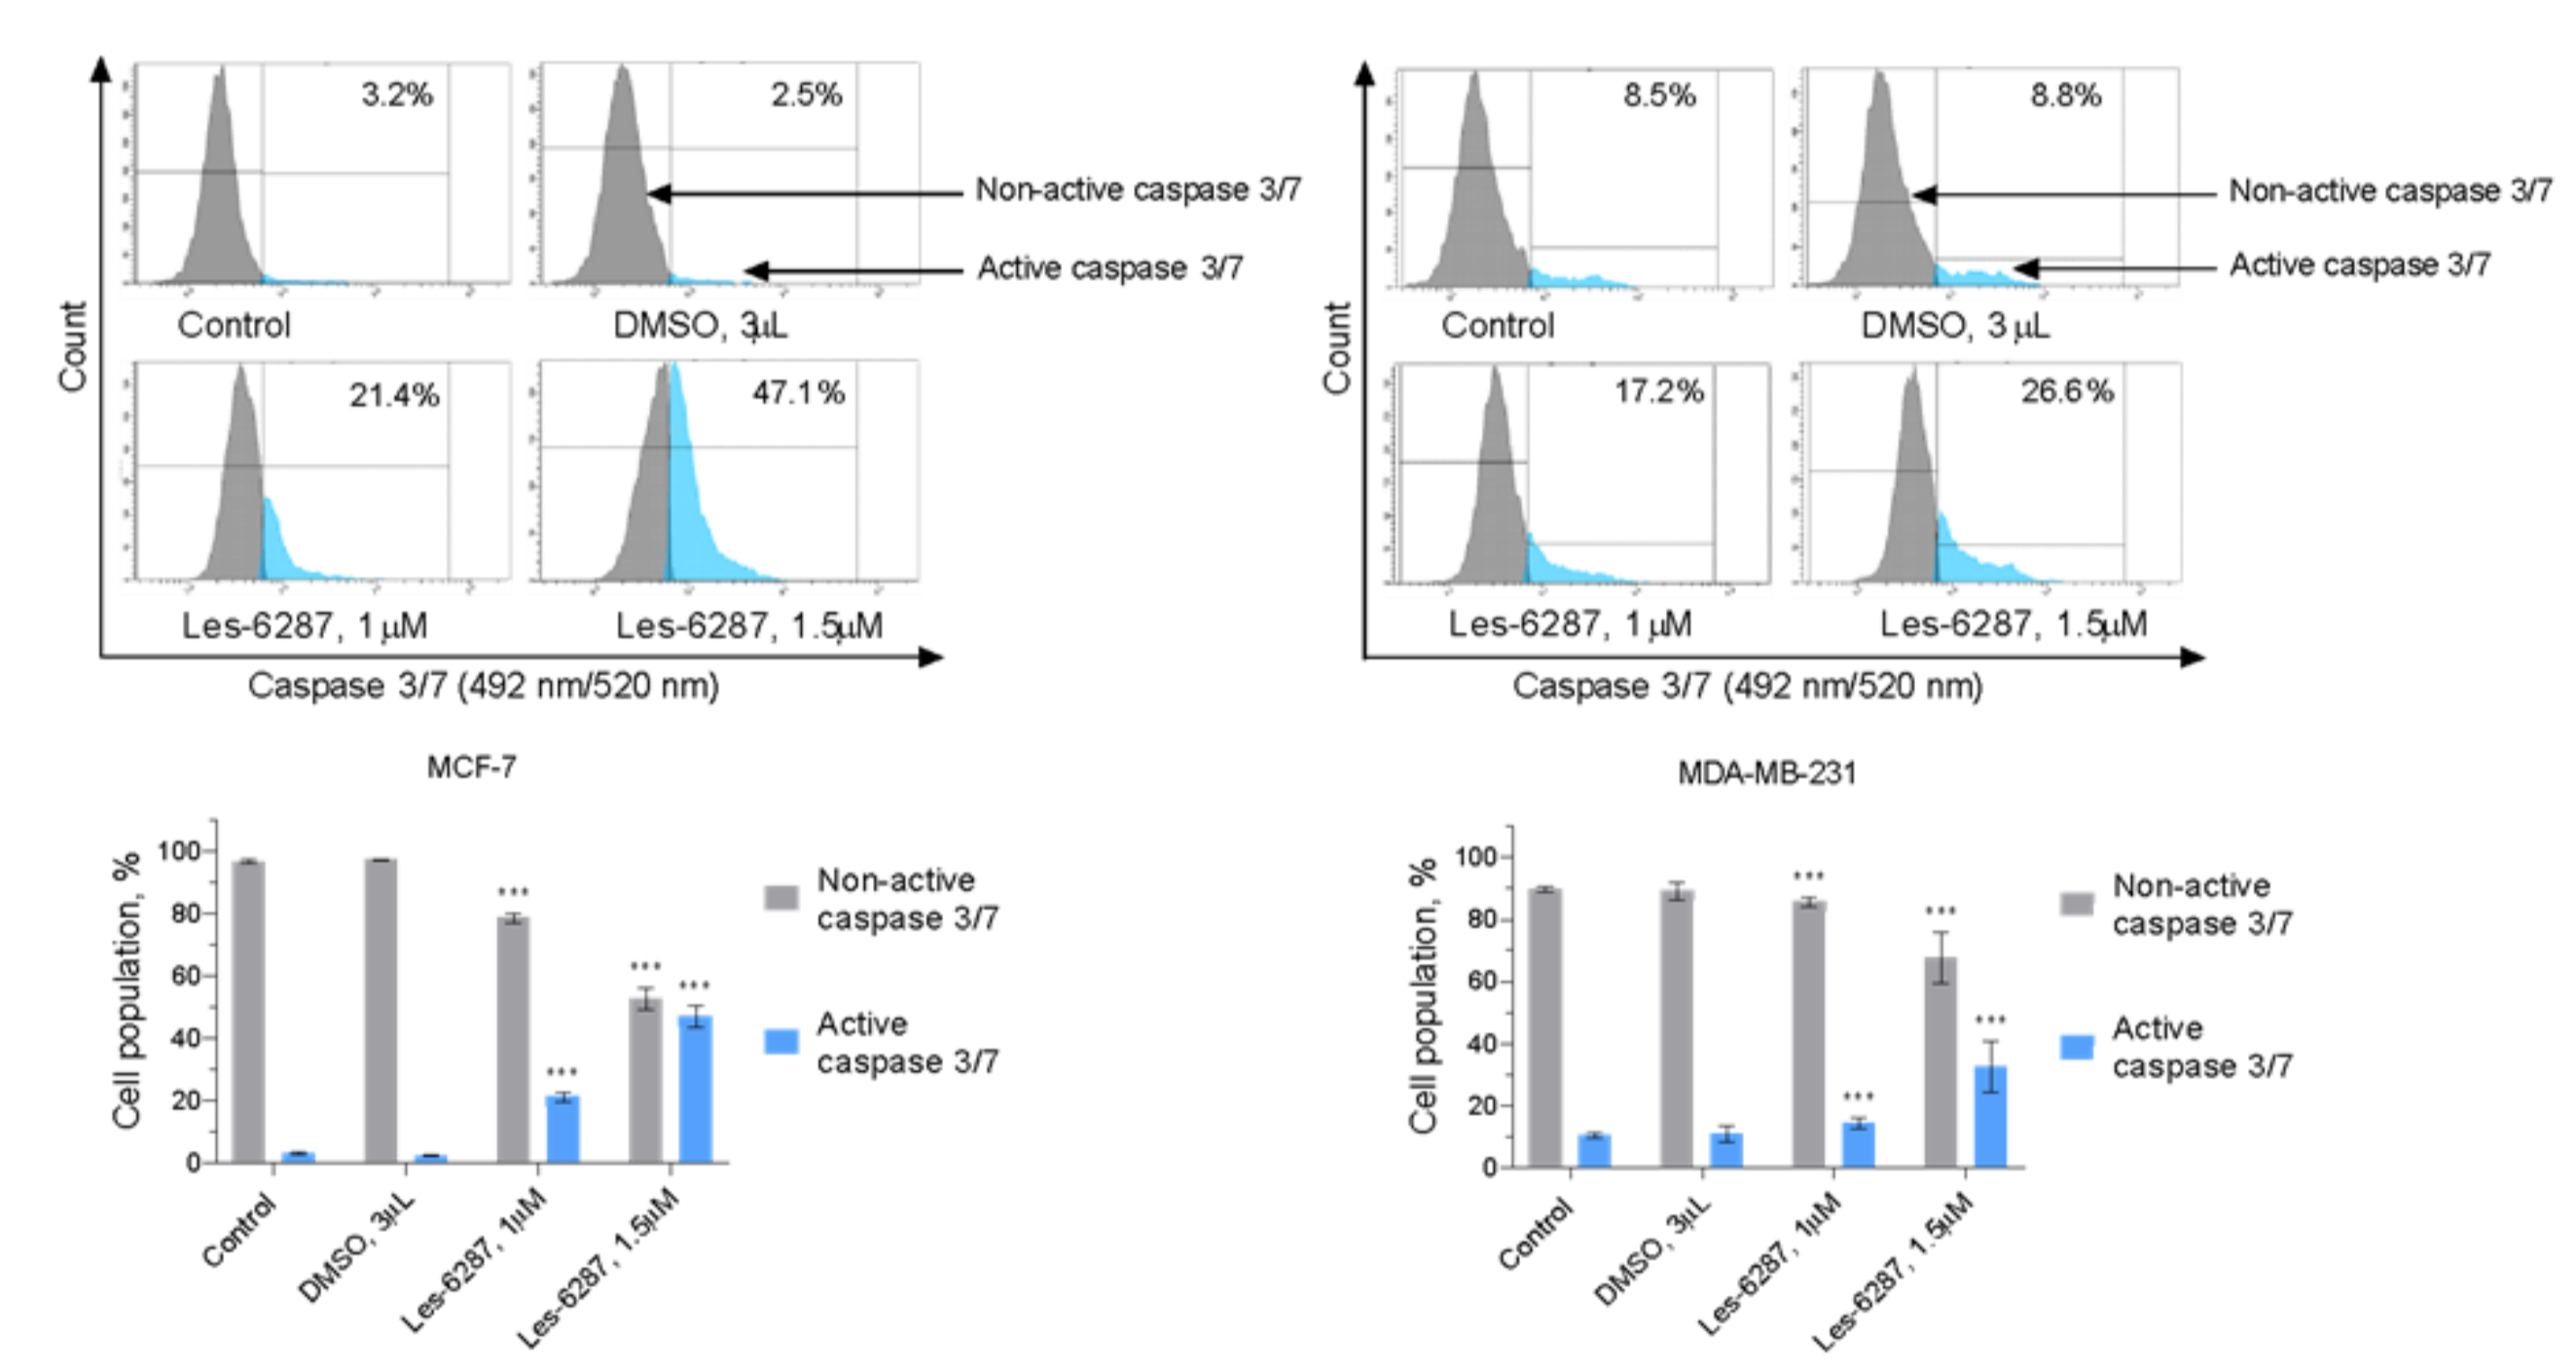 3.2%
2.5%
Non-active caspase 3/7
Active caspase 3/7
Control
DMSO, 3µL
Count
21.4%
47.1%
Les-6287, 1µM
Les-6287, 1.5µM
Caspase 3/7 (492 nm/520 nm)
8.5%
8.8%
Non-active caspase 3/7
Active caspase 3/7
Control
DMSO, 3 µL
Count
17.2%
26.6%
Les-6287, 1µM
Les-6287, 1.5µM
Caspase 3/7 (492 nm/520 nm)
MCF-7
Cell population, %
100
80
60
40
20
0
***
***
***
***
Non-active
caspase 3/7
Active
caspase 3/7
Control
DMSO, 3µL
Les-6287, 1µM
Les-6287, 1.5µM
MDA-MB-231
Cell population, %
100
80
60
40
20
0
***
***
***
***
Non-active
caspase 3/7
Active
caspase 3/7
Control
DMSO, 3µL
Les-6287, 1µM
Les-6287, 1.5µM